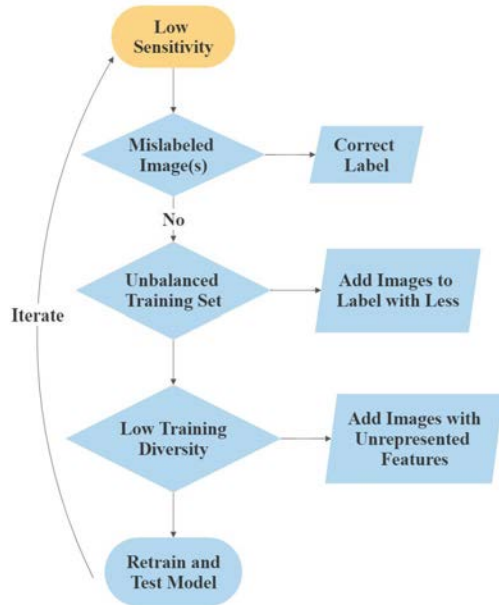 Low
Sensitivity
Mislabeled
Image(s)
Correct
Label
No
Unbalanced
Training Set
Add Images to
Label with Less
Iterate
Low Training
Diversity
Add Images with
Unrepresented
Features
Retrain and
Test Model